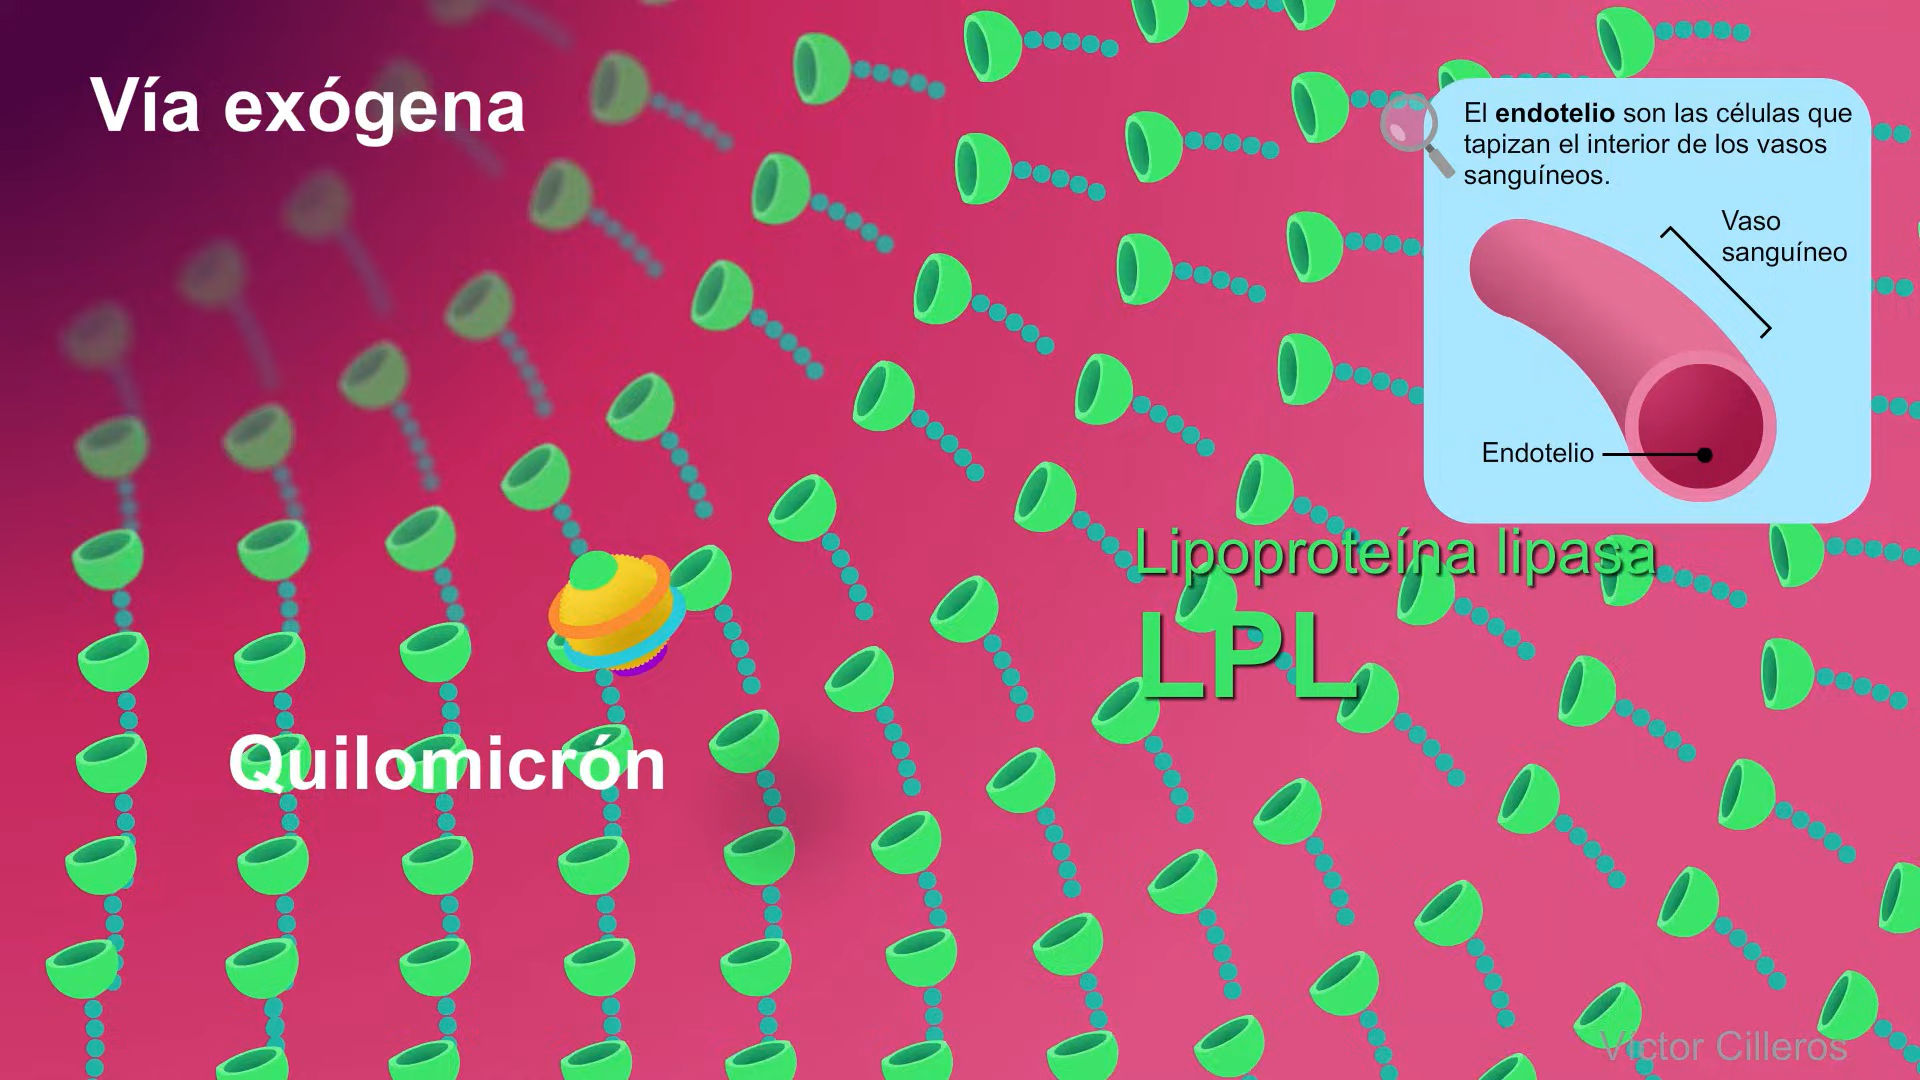 Vía exógena
El endotelio son las células que
tapizan el interior de los vasos
sanguíneos.
Vaso
sanguíneo
Endotelio
Lipoproteína lipasa
LPL
Quilomicrón
Víctor Cilleros